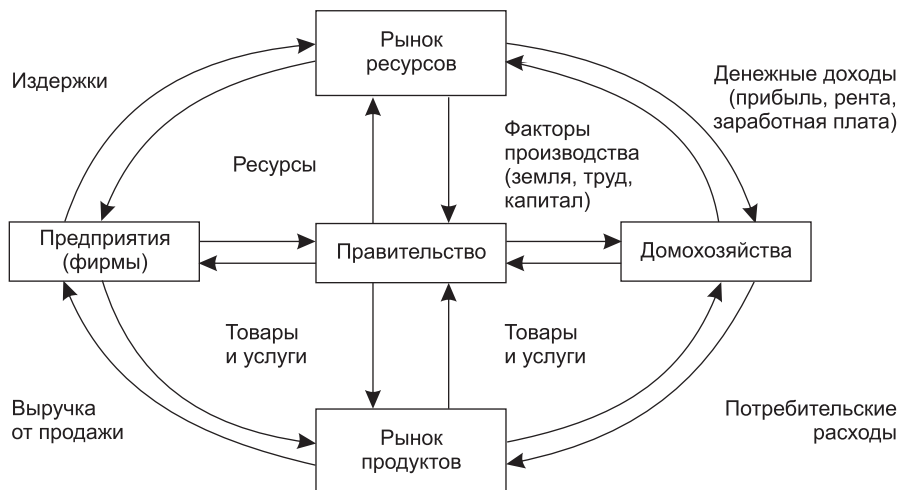 Рынок
ресурсов
Издержки
Денежные доходы
(прибыль, рента,
заработная плата)
Ресурсы
Факторы
производства
(земля, труд,
капитал)
Предприятия
(фирмы)
Правительство
Домохозяйства
Товары
и услуги
Товары
и услуги
Выручка
от продажи
Рынок
продуктов
Потребительские
расходы